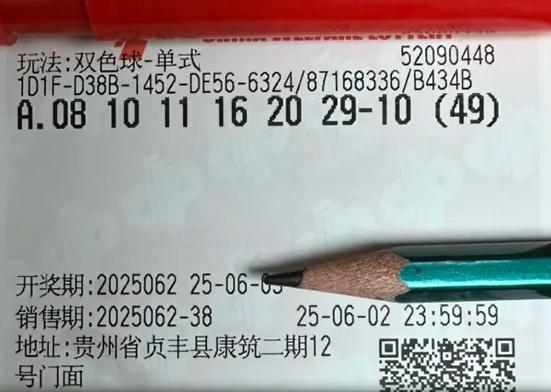 CHINA WELFARE LOTTERY
玩法:双色球-单式 52090448
1D1F-D38B-1452-DE56-6324/87168336/B434B
A.08 10 11 16 20 29-10 (49)
开奖期:2025062 25-06-03
销售期:2025062-38 25-06-02 23:59:59
地址:贵州省贞丰县康筑二期12
号门面